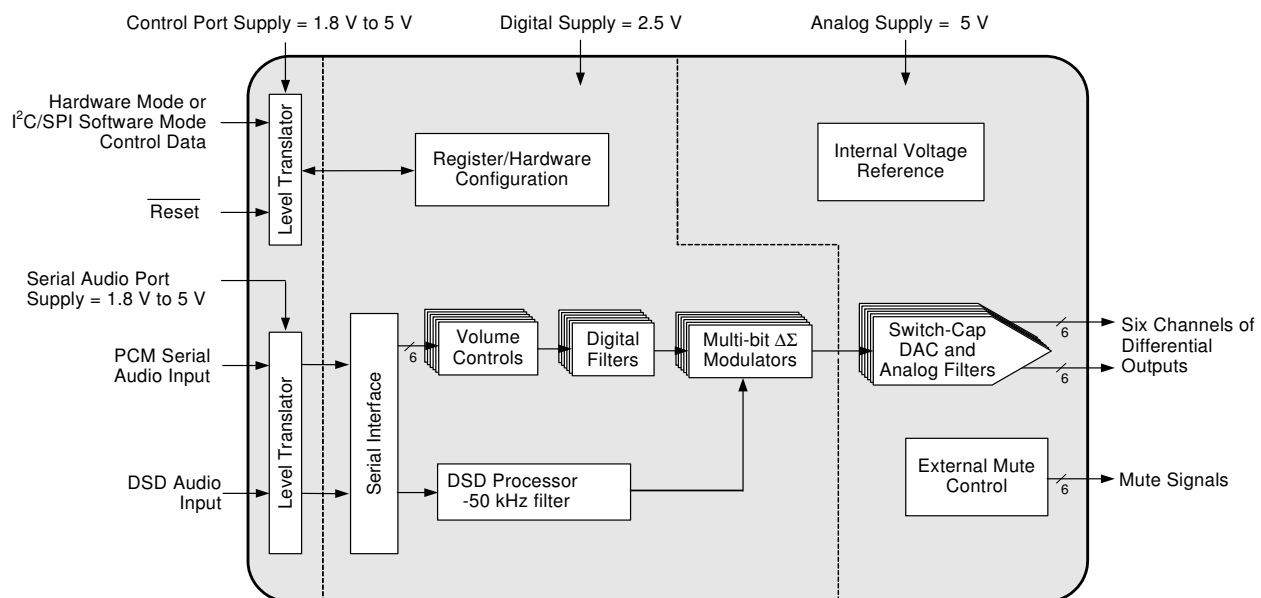 Control Port Supply = 1.8 V to 5 V
Digital Supply = 2.5 V
Analog Supply = 5 V
Hardware Mode or
I²C/SPI Software Mode
Control Data
Reset
Level Translator
Register/Hardware
Configuration
Internal Voltage
Reference
Serial Audio Port
Supply = 1.8 V to 5 V
PCM Serial
Audio Input
DSD Audio
Input
Level Translator
Serial Interface
6
Volume
Controls
Digital
Filters
Multi-bit ΔΣ
Modulators
Switch-Cap
DAC and
Analog Filters
6
6
Six Channels of
Differential
Outputs
DSD Processor
-50 kHz filter
External Mute
Control
6
Mute Signals